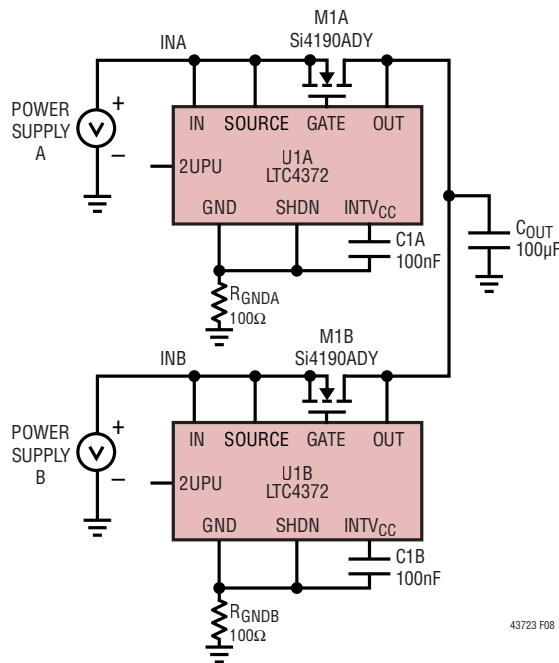 M1A
Si4190ADY
INA
POWER
SUPPLY
A
+
V
–
IN
SOURCE
GATE
OUT
2UPU
U1A
LTC4372
GND
SHDN
INTVCC
C1A
100nF
RGNDA
100Ω
COUT
100µF
M1B
Si4190ADY
INB
POWER
SUPPLY
B
+
V
–
IN
SOURCE
GATE
OUT
2UPU
U1B
LTC4372
GND
SHDN
INTVCC
C1B
100nF
RGNDB
100Ω
43723 F08